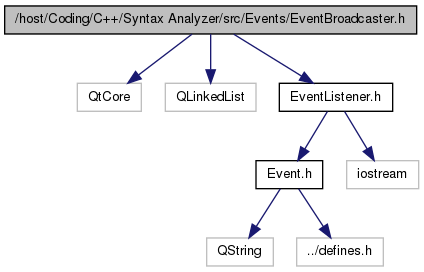 /host/Coding/C++/Syntax Analyzer/src/Events/EventBroadcaster.h
QtCore
QLinkedList
EventListener.h
Event.h
iostream
QString
../defines.h